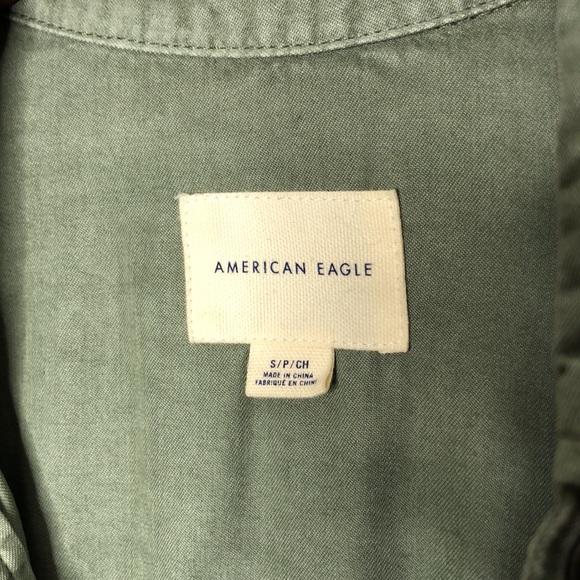 AMERICAN EAGLE
S/P/CH
MADE IN CHINA
FABRIQUÉ EN CHINE